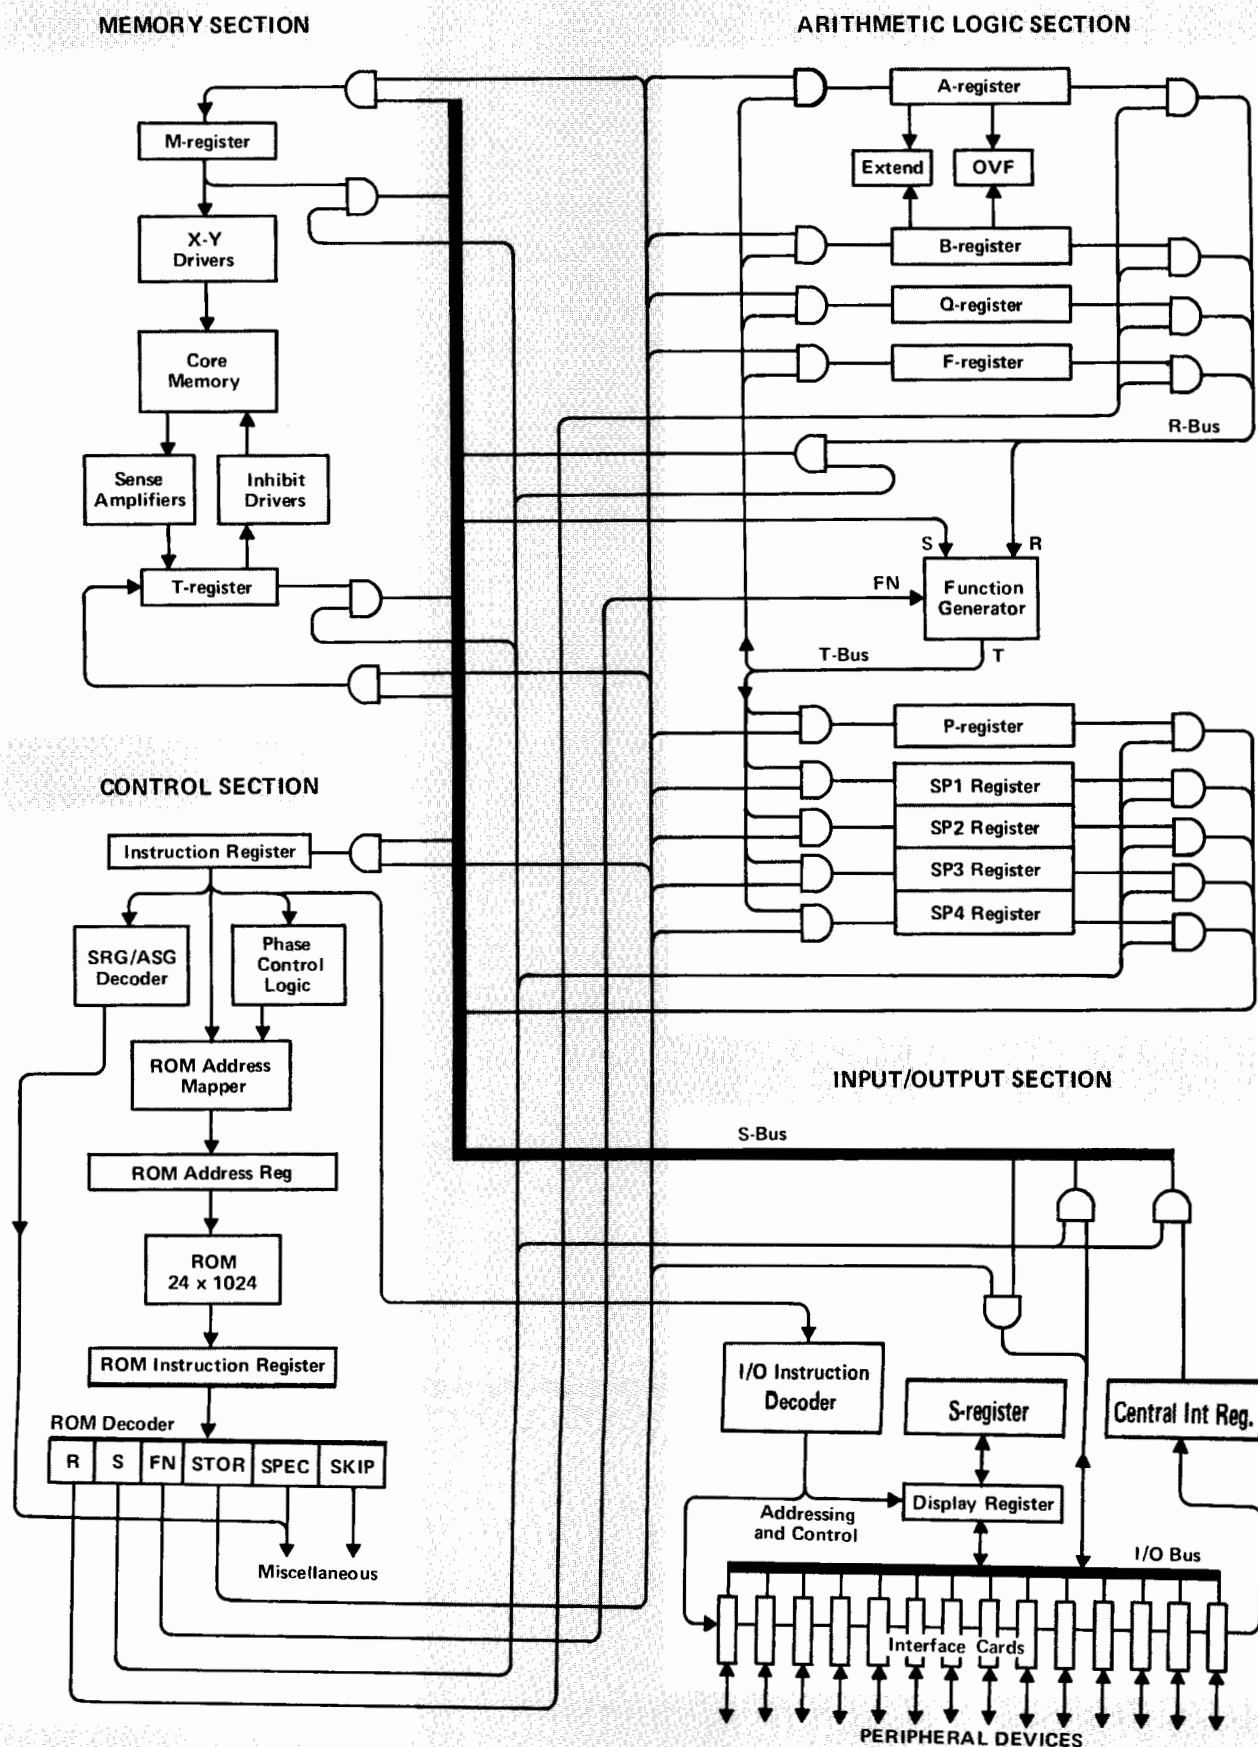 MEMORY SECTION
M-register
X-Y
Drivers
Core
Memory
Sense
Amplifiers
Inhibit
Drivers
T-register
ARITHMETIC LOGIC SECTION
A-register
Extend
OVF
B-register
Q-register
F-register
R-Bus
S
R
FN
Function
Generator
T-Bus
T
P-register
SP1 Register
SP2 Register
SP3 Register
SP4 Register
CONTROL SECTION
Instruction Register
SRG/ASG
Decoder
Phase
Control
Logic
ROM Address
Mapper
ROM Address Reg
ROM
24 x 1024
ROM Instruction Register
ROM Decoder
R
S
FN
STOR
SPEC
SKIP
Miscellaneous
INPUT/OUTPUT SECTION
S-Bus
I/O Instruction
Decoder
S-register
Central Int Reg.
Display Register
Addressing
and Control
I/O Bus
Interface Cards
PERIPHERAL DEVICES